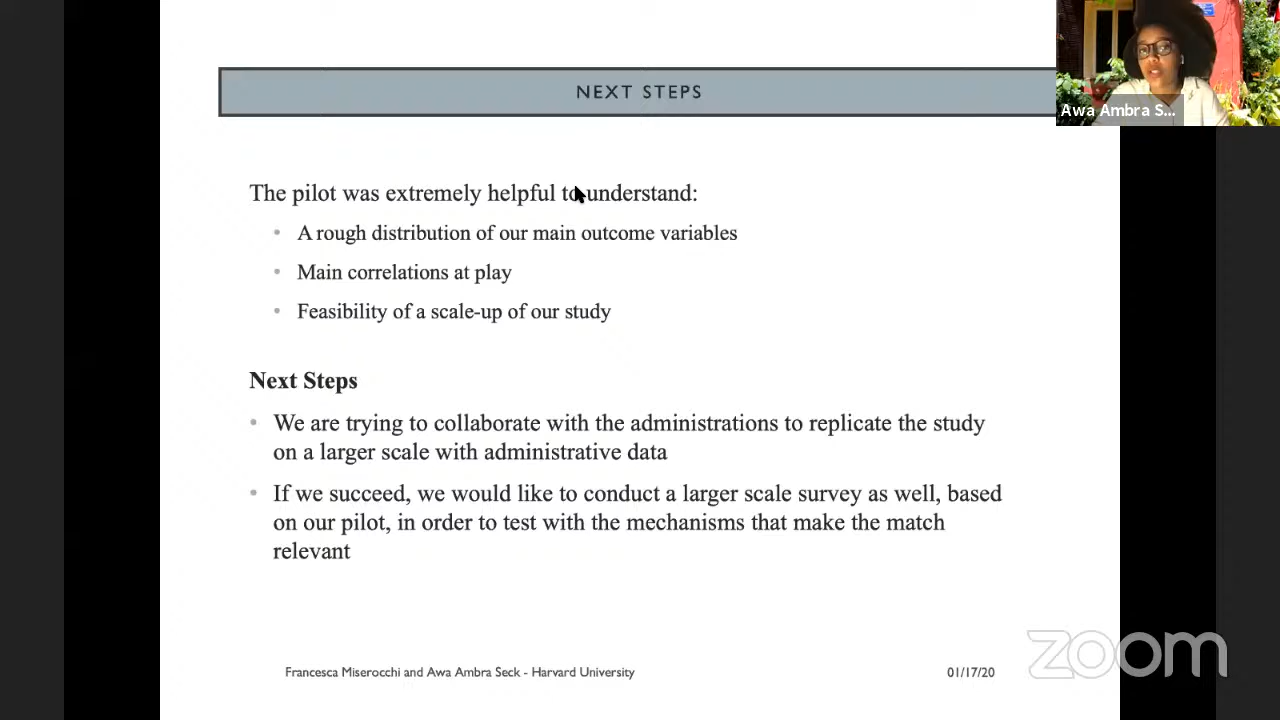 NEXT STEPS
Awa Ambra S...
The pilot was extremely helpful to understand:
• A rough distribution of our main outcome variables
• Main correlations at play
• Feasibility of a scale-up of our study
Next Steps
• We are trying to collaborate with the administrations to replicate the study
on a larger scale with administrative data
• If we succeed, we would like to conduct a larger scale survey as well, based
on our pilot, in order to test with the mechanisms that make the match
relevant
Francesca Miserocchi and Awa Ambra Seck - Harvard University
01/17/20
zoom